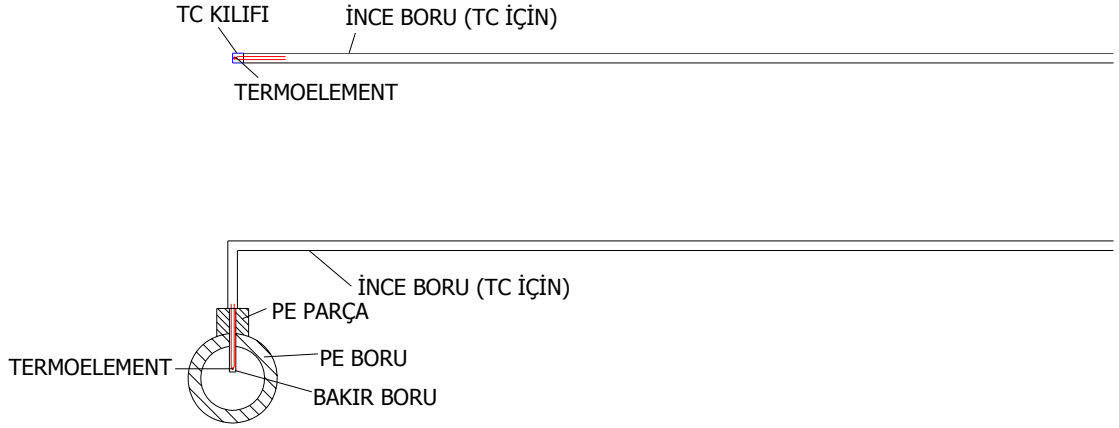 TC KILIFI
İNCE BORU (TC İÇİN)
TERMOELEMENT
İNCE BORU (TC İÇİN)
PE PARÇA
PE BORU
TERMOELEMENT
BAKIR BORU